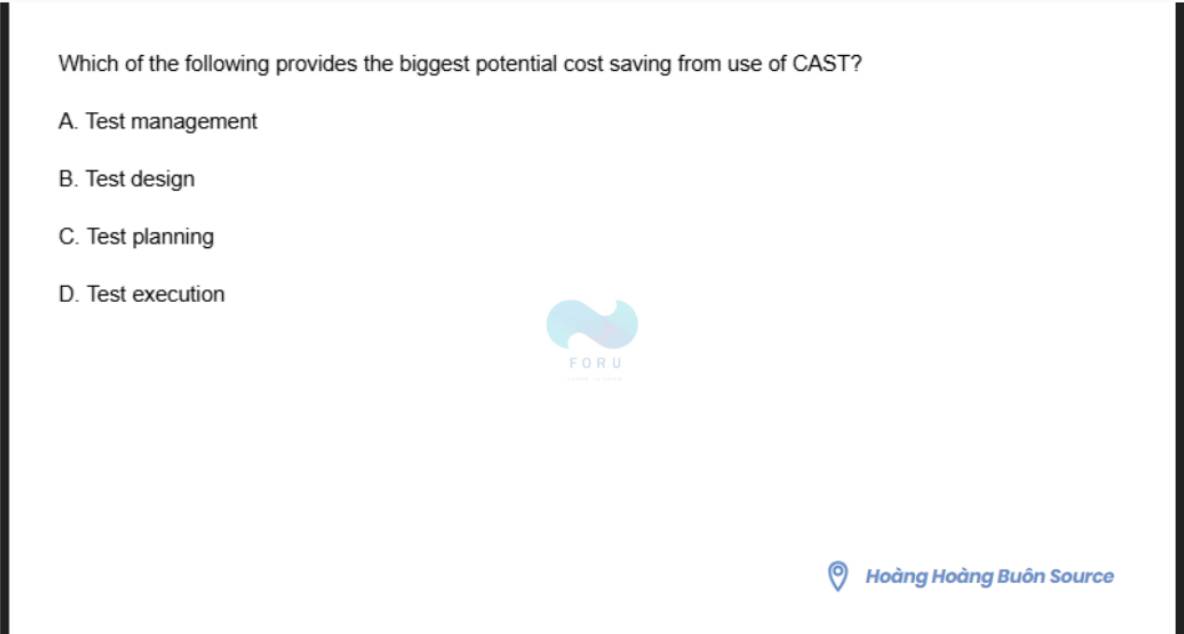 Which of the following provides the biggest potential cost saving from use of CAST?
A. Test management
B. Test design
C. Test planning
D. Test execution
FORU
Hoàng Hoàng Buôn Source